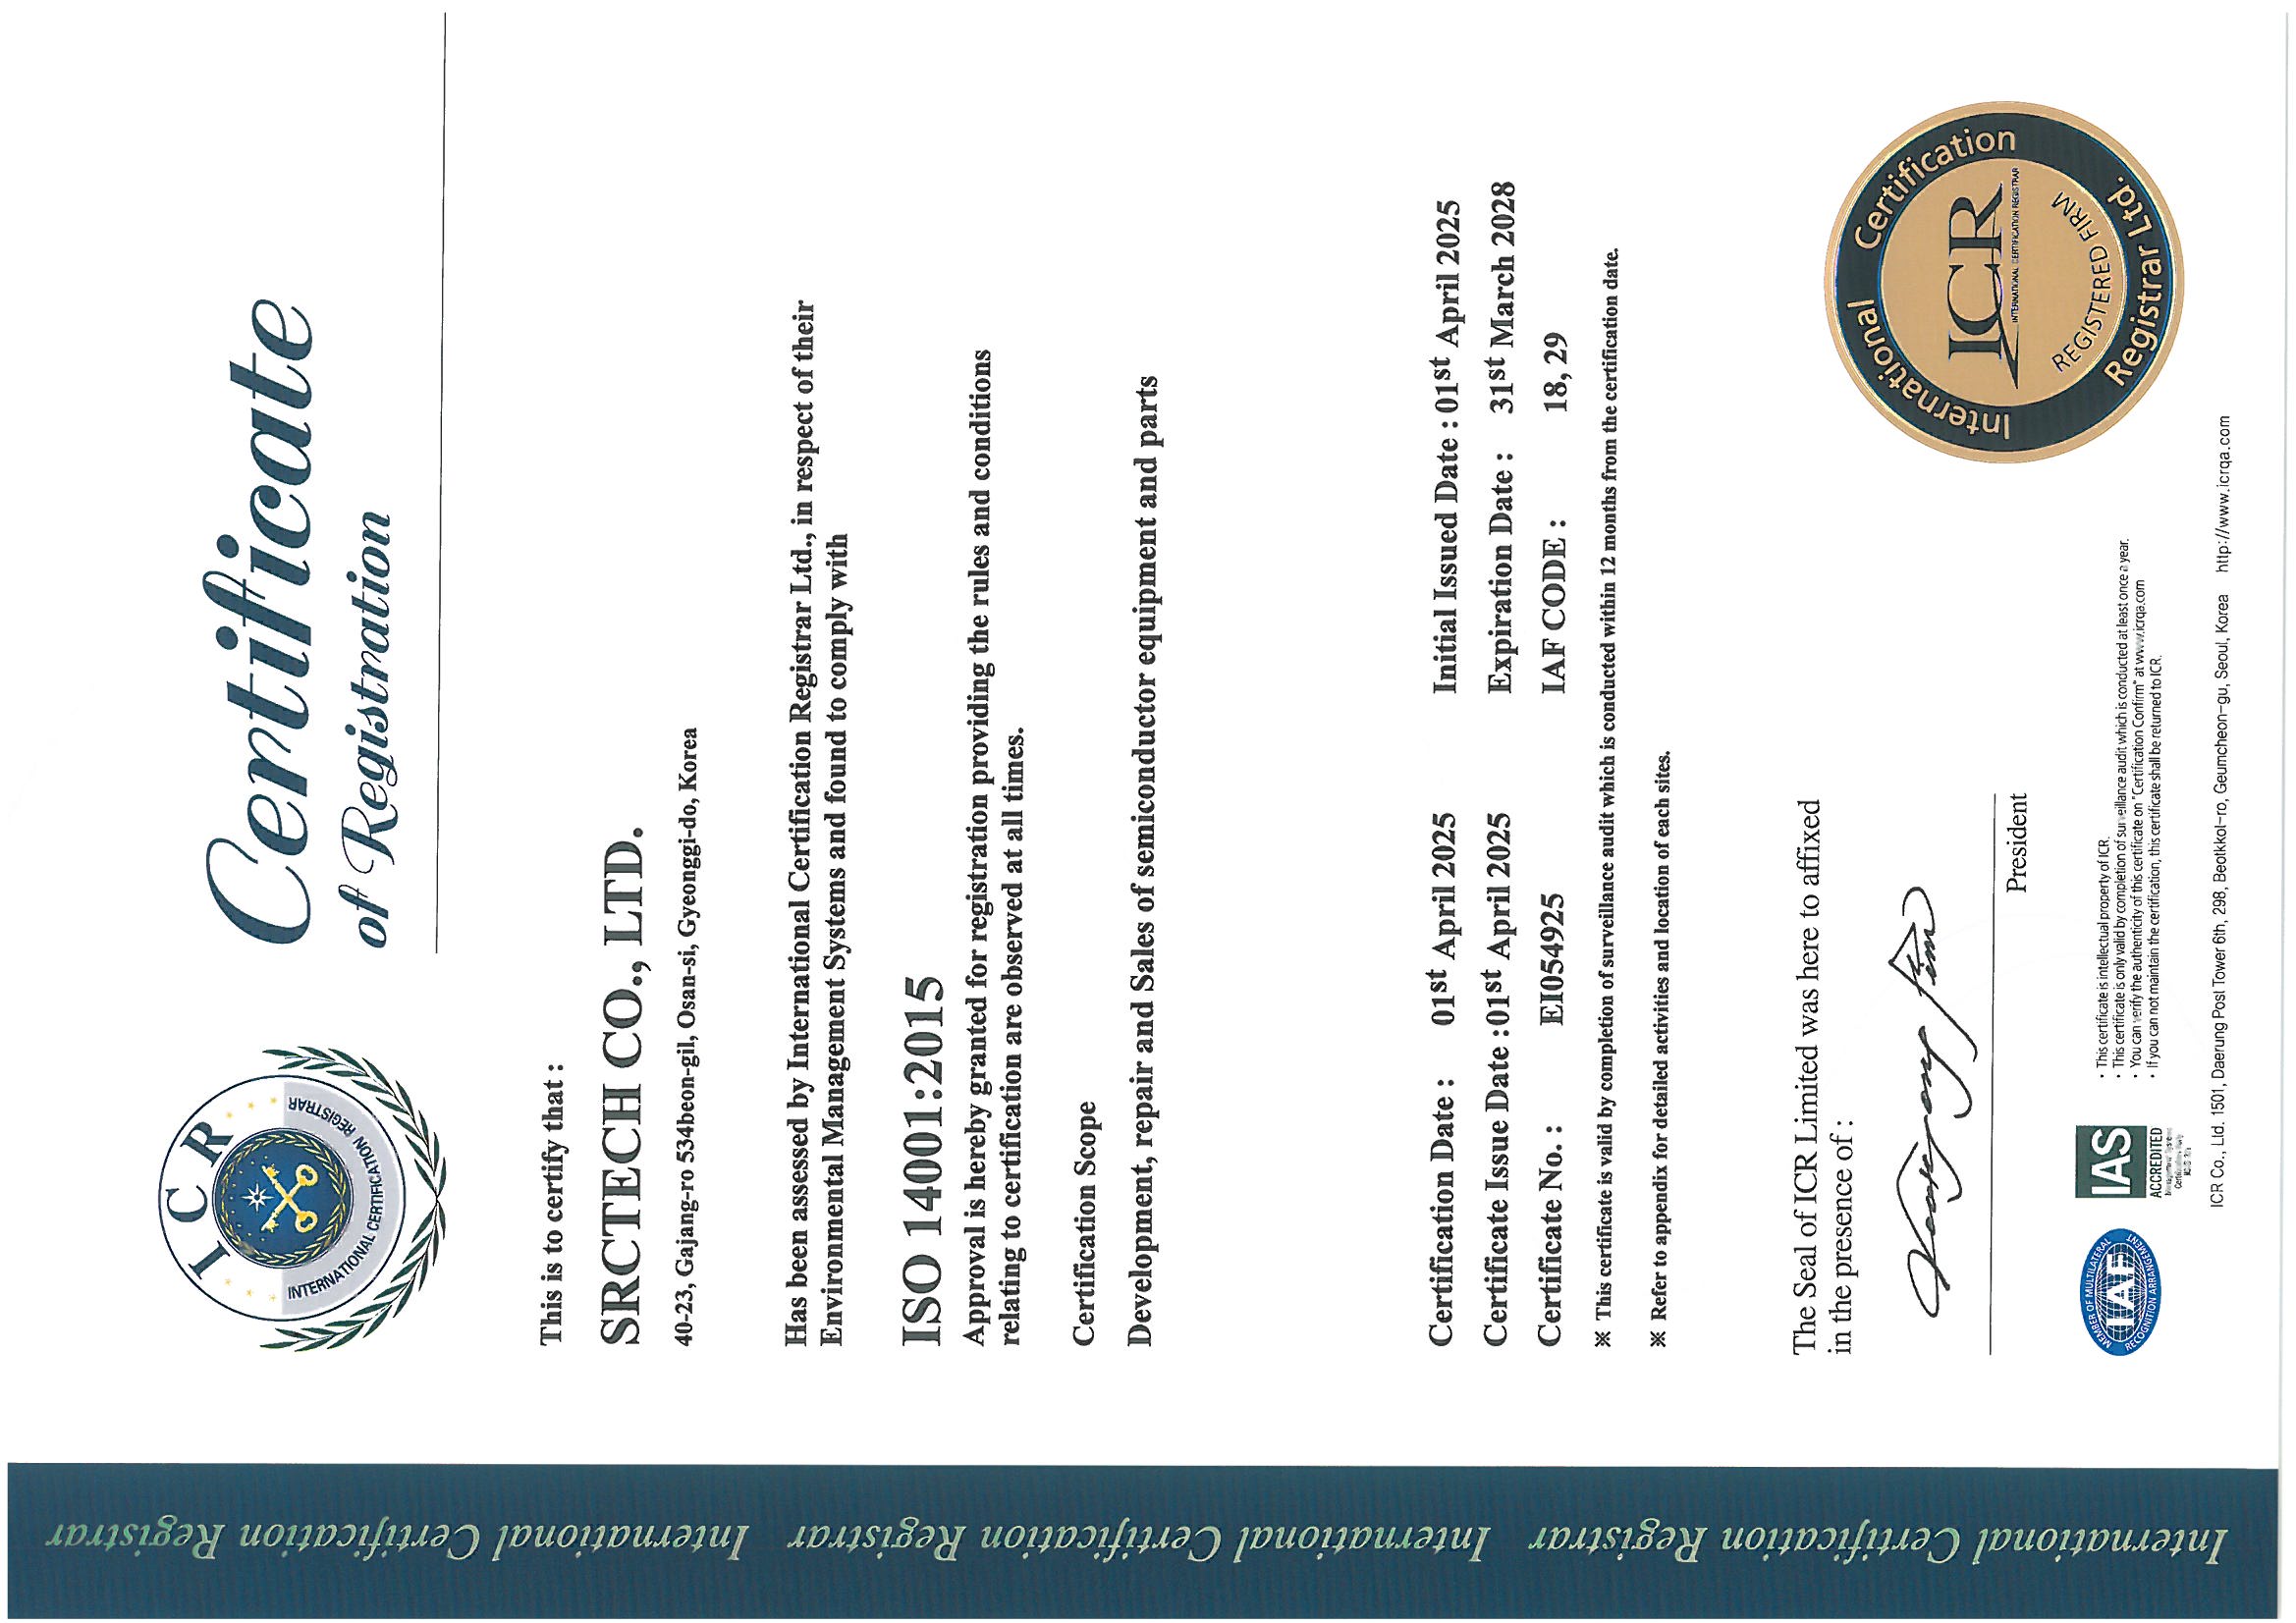 International Certification Registrar International Certification Registrar International Certification Registrar
ICR
INTERNATIONAL CERTIFICATION REGISTRAR
Certificate
of Registration
This is to certify that :
SRCTECH CO., LTD.
40-23, Gajang-ro 534beon-gil, Osan-si, Gyeonggi-do, Korea
Has been assessed by International Certification Registrar Ltd., in respect of their
Environmental Management Systems and found to comply with
ISO 14001:2015
Approval is hereby granted for registration providing the rules and conditions
relating to certification are observed at all times.
Certification Scope
Development, repair and Sales of semiconductor equipment and parts
Certification Date : 01st April 2025 Initial Issued Date : 01st April 2025
Certificate Issue Date : 01st April 2025 Expiration Date : 31st March 2028
Certificate No. : EI054925 IAF CODE : 18, 29
※ This certificate is valid by completion of surveillance audit which is conducted within 12 months from the certification date.
※ Refer to appendix for detailed activities and location of each sites.
The Seal of ICR Limited was here to affixed
in the presence of :
President
International Certification
ICR
INTERNATIONAL CERTIFICATION REGISTRAR
REGISTERED FIRM
Registrar Ltd.
MEMBER OF MULTILATERAL
IAF
RECOGNITION ARRANGEMENT
IAS
ACCREDITED
Management Systems
• This certificate is intellectual property of ICR.
• This certificate is only valid by completion of surveillance audit which is conducted at least once a year.
• You can verify the authenticity of this certificate on "Certification Confirm" at www.icrqa.com
• If you can not maintain the certification, this certificate shall be returned to ICR.
ICR Co., Ltd. 1501, Daerung Post Tower 6th, 298, Beotkkot-ro, Geumcheon-gu, Seoul, Korea http://www.icrqa.com